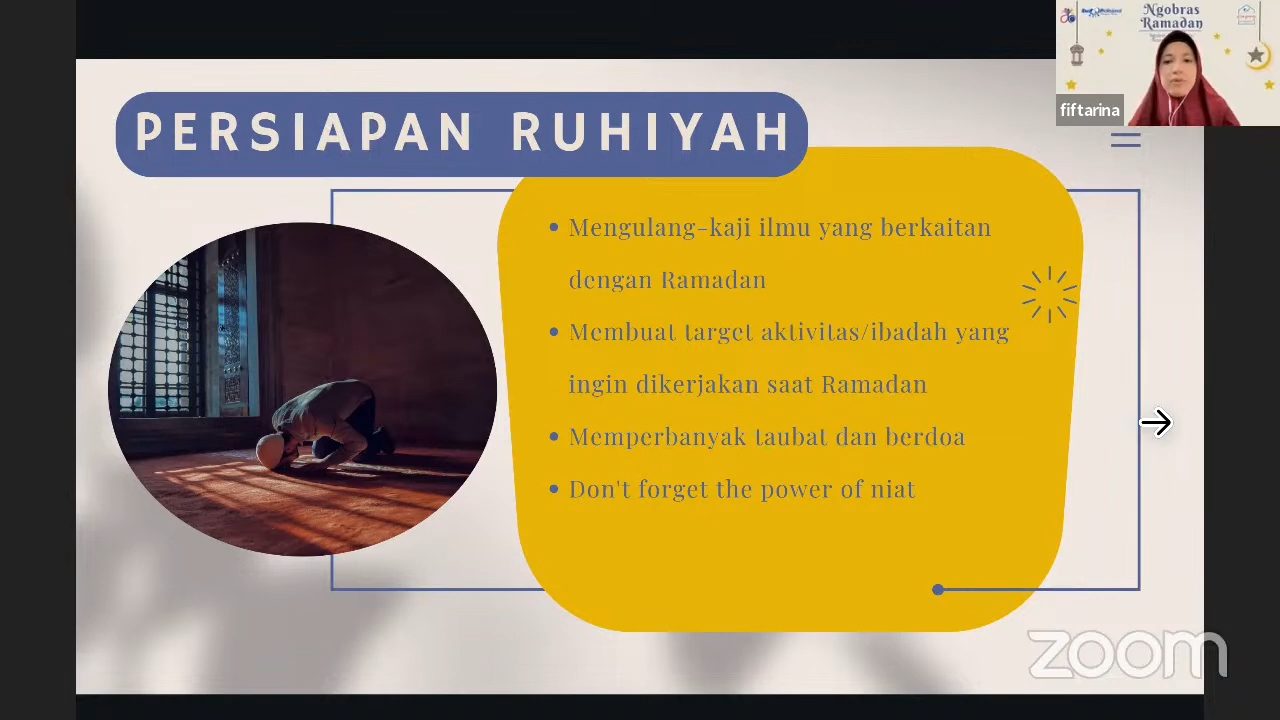 Ngobras
Ramadan
fiftarina
PERSIAPAN RUHIYAH
• Mengulang-kaji ilmu yang berkaitan
dengan Ramadan
• Membuat target aktivitas/ibadah yang
ingin dikerjakan saat Ramadan
• Memperbanyak taubat dan berdoa
• Don't forget the power of niat
zoom